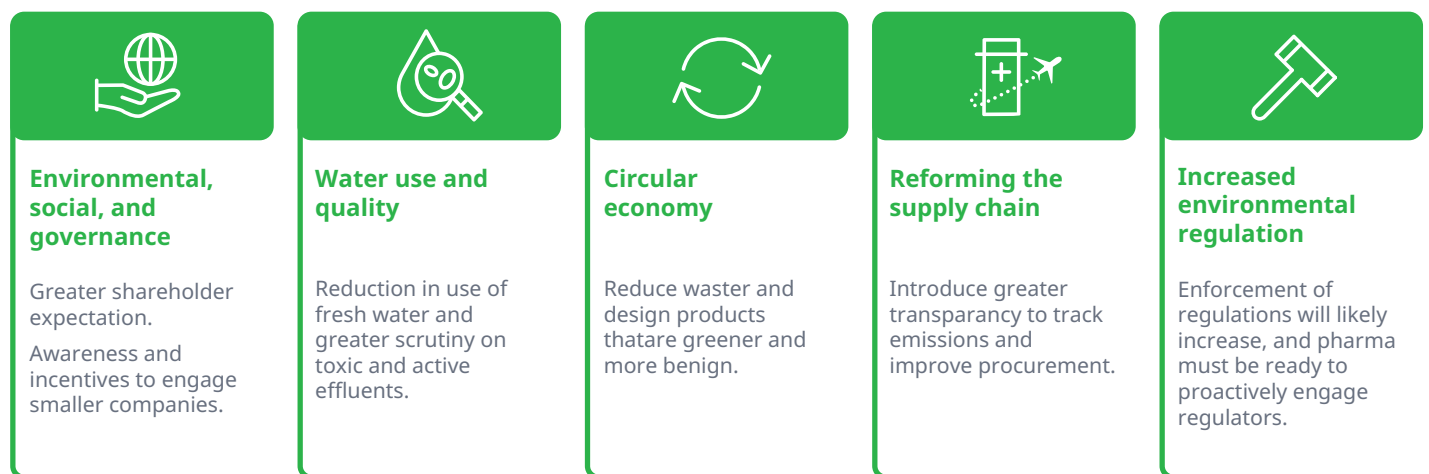 Environmental,
social, and
governance
Greater shareholder
expectation.
Awareness and
incentives to engage
smaller companies.
Water use and
quality
Reduction in use of
fresh water and
greater scrutiny on
toxic and active
effluents.
Circular
economy
Reduce waster and
design products
thatare greener and
more benign.
Reforming the
supply chain
Introduce greater
transparancy to track
emissions and
improve procurement.
Increased
environmental
regulation
Enforcement of
regulations will likely
increase, and pharma
must be ready to
proactively engage
regulators.